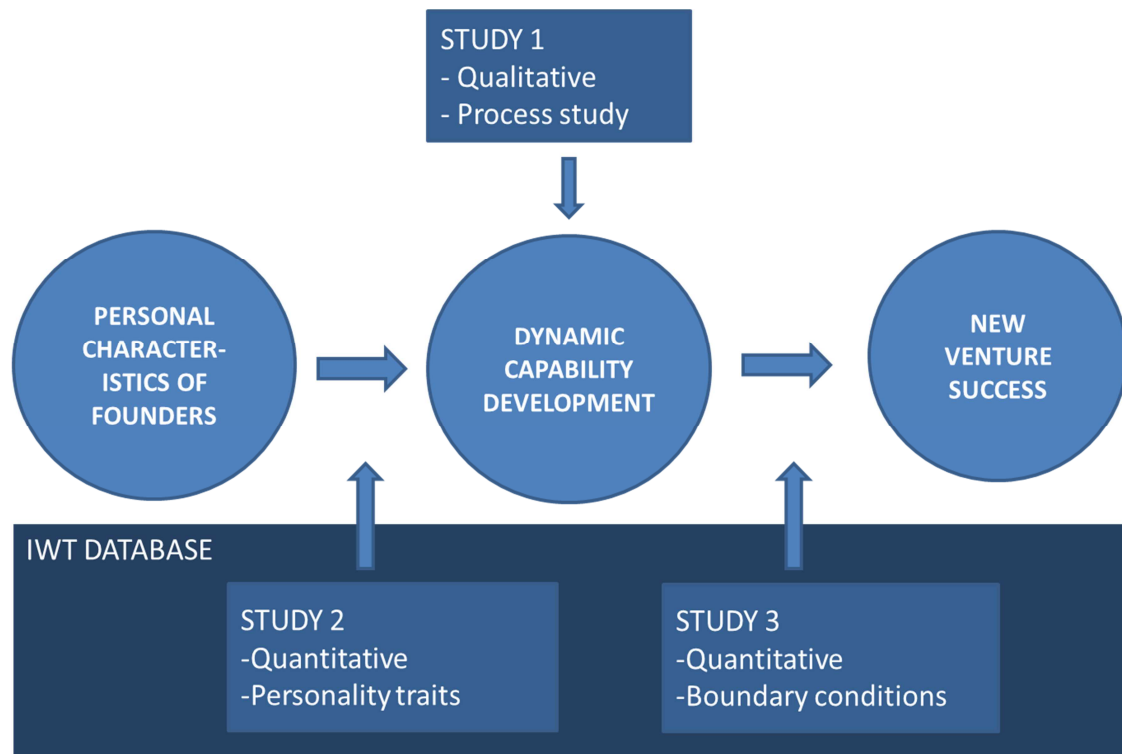 STUDY 1
- Qualitative
- Process study
PERSONAL
CHARACTER-
ISTICS OF
FOUNDERS
DYNAMIC
CAPABILITY
DEVELOPMENT
NEW
VENTURE
SUCCESS
IWT DATABASE
STUDY 2
-Quantitative
-Personality traits
STUDY 3
-Quantitative
-Boundary conditions